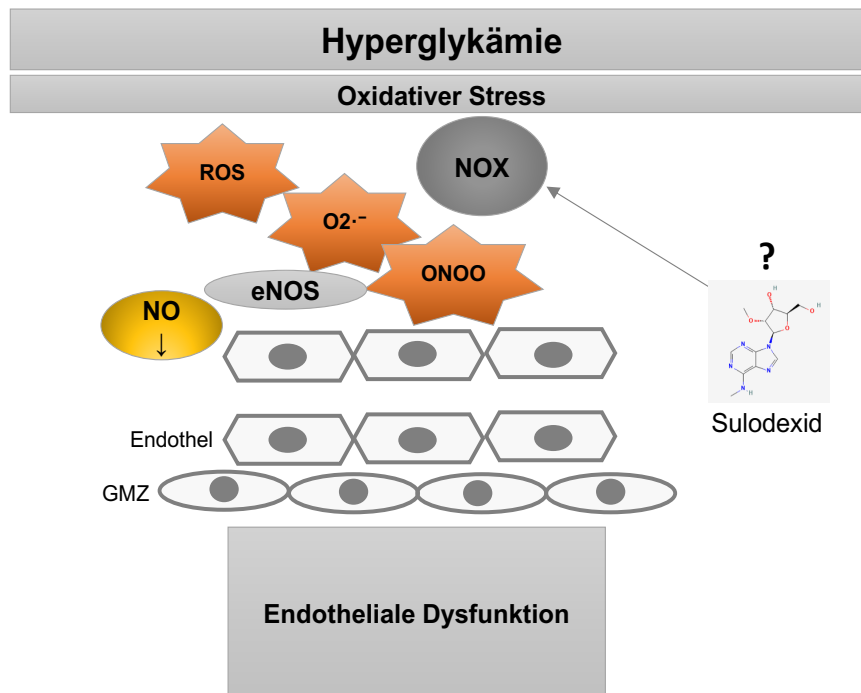 Hyperglykämie
Oxidativer Stress
ROS
NOX
O2·⁻
ONOO
eNOS
NO
↓
?
H
O
O
H
O
O
N
N
N
N
N
H
Sulodexid
Endothel
GMZ
Endotheliale Dysfunktion